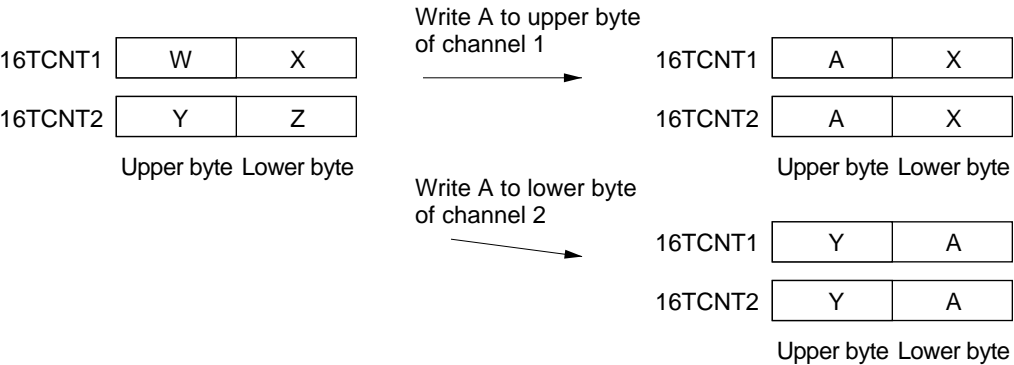 Write A to upper byte
of channel 1
16TCNT1 W X
16TCNT2 Y Z
Upper byte Lower byte
16TCNT1 A X
16TCNT2 A X
Upper byte Lower byte
Write A to lower byte
of channel 2
16TCNT1 Y A
16TCNT2 Y A
Upper byte Lower byte